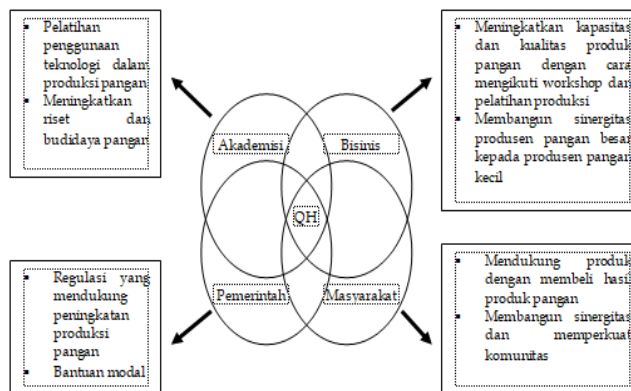 Pelatihan
penggunaan
teknologi dalam
produksi pangan
Meningkatkan
riset dan
budidaya pangan
Meningkatkan kapasitas
dan kualitas produk
pangan dengan cara
mengikuti workshop dan
pelatihan produksi
Membangun sinergitas
produsen pangan besar
kepada produsen pangan
kecil
Akademisi
Bisinis
QH
Pemerintah
Masyarakat
Regulasi yang
mendukung
peningkatan
produksi
pangan
Bantuan modal
Mendukung produk
dengan membeli hasil
produk pangan
Membangun sinergitas
dan memperkuat
komunitas